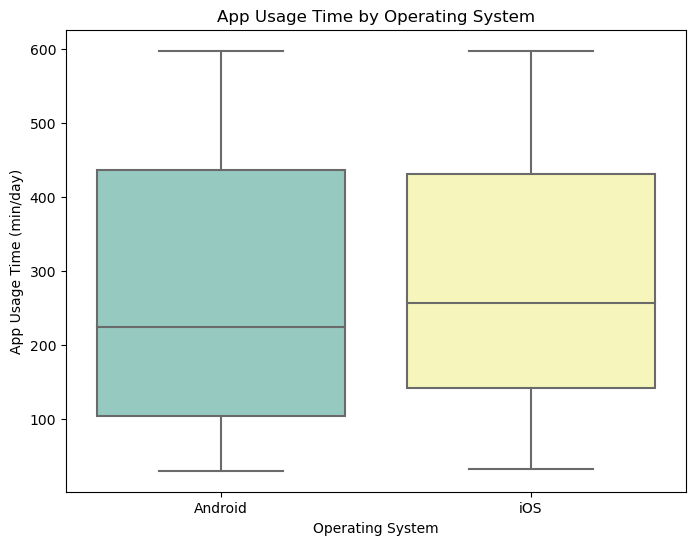 App Usage Time by Operating System
App Usage Time (min/day)
600
500
400
300
200
100
Android
iOS
Operating System